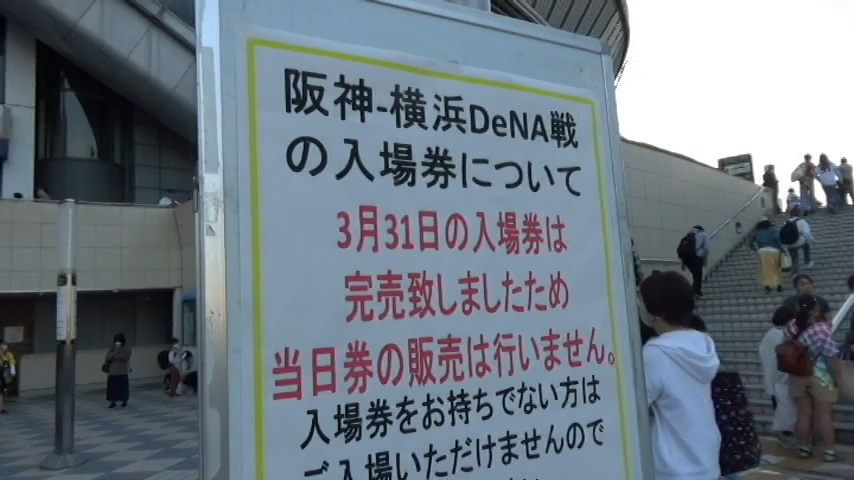 阪神-横浜DeNA戦
の入場券について
3月31日の入場券は
完売致しましたため
当日券の販売は行いません。
入場券をお持ちでない方は
ご入場いただけませんので